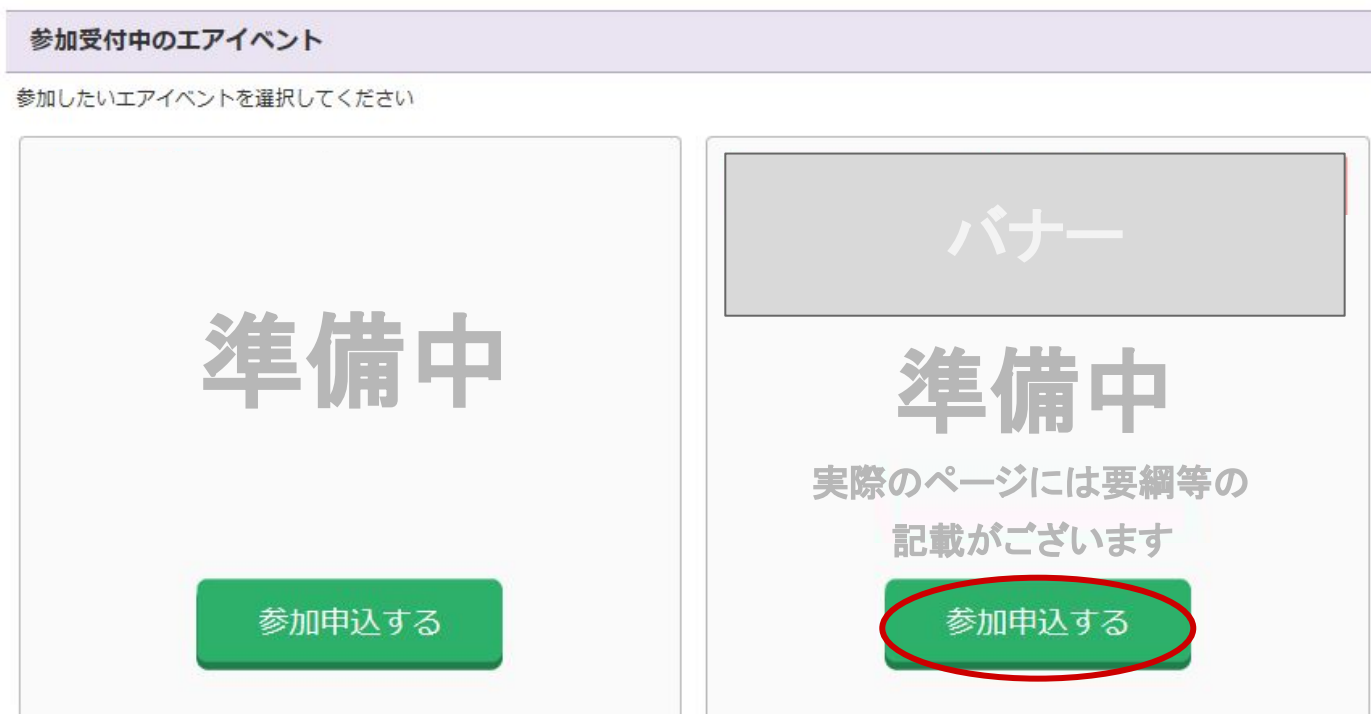 参加受付中のエアイベント
参加したいエアイベントを選択してください
準備中
参加申込する
バナー
準備中
実際のページには要綱等の
記載がございます
参加申込する